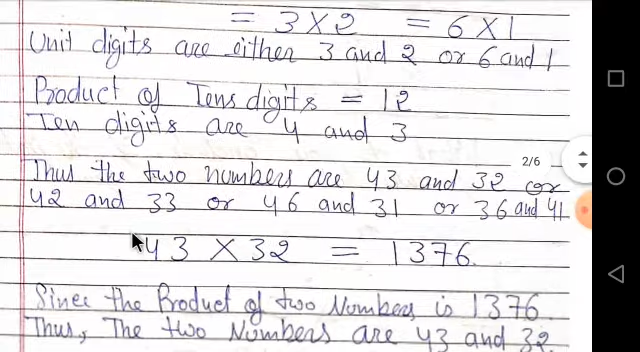 = 3 X 2 = 6 X 1
Unit digits are either 3 and 2 or 6 and 1
Product of Tens digits = 12
Ten digits are 4 and 3
2/6
Thus the two numbers are 43 and 32 or
42 and 33 or 46 and 31 or 36 and 41
43 X 32 = 1376.
Since the Product of two Numbers is 1376.
Thus, The two Numbers are 43 and 32